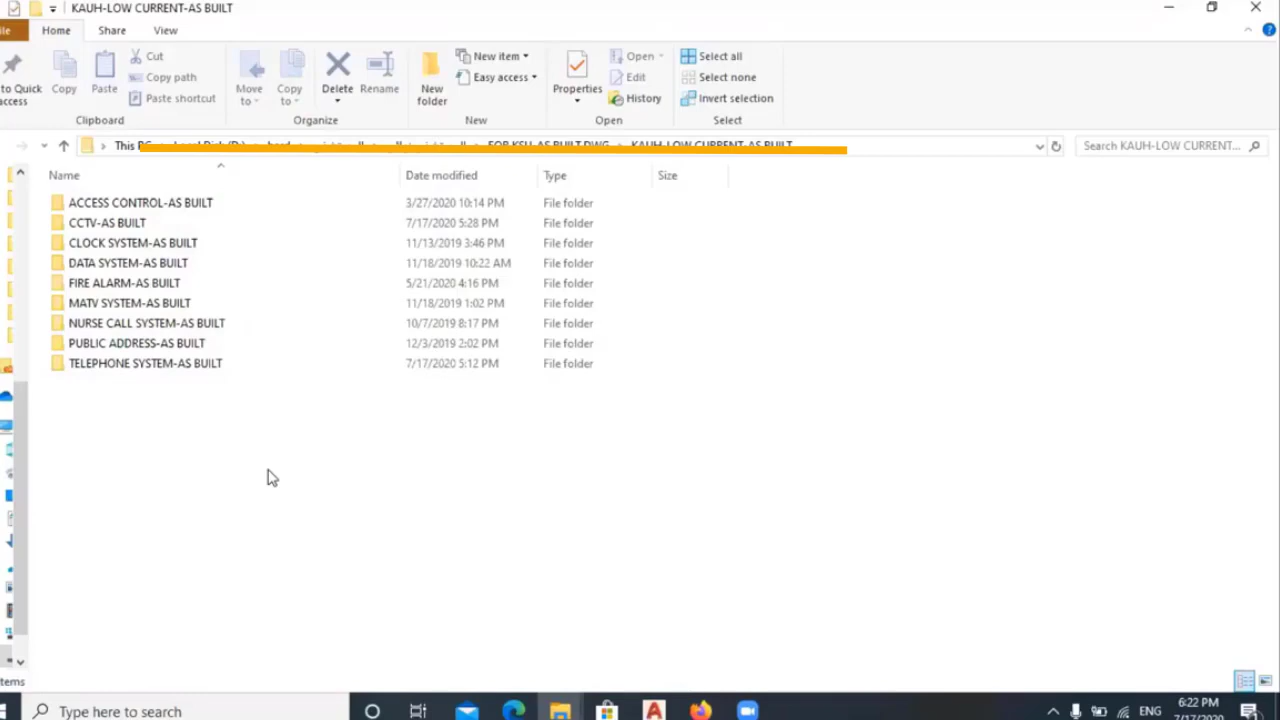 KAUH-LOW CURRENT-AS BUILT
Home Share View
to Quick access
Copy
Paste
Cut
Copy path
Paste shortcut
Clipboard
Move to
Copy to
Delete
Rename
Organize
New folder
New item
Easy access
New
Properties
Open
Edit
History
Open
Select all
Select none
Invert selection
Select
This
Search KAUH-LOW CURRENT...
Name Date modified Type Size
ACCESS CONTROL-AS BUILT 3/27/2020 10:14 PM File folder
CCTV-AS BUILT 7/17/2020 5:28 PM File folder
CLOCK SYSTEM-AS BUILT 11/13/2019 3:46 PM File folder
DATA SYSTEM-AS BUILT 11/18/2019 10:22 AM File folder
FIRE ALARM-AS BUILT 5/21/2020 4:16 PM File folder
MATV SYSTEM-AS BUILT 11/18/2019 1:02 PM File folder
NURSE CALL SYSTEM-AS BUILT 10/7/2019 8:17 PM File folder
PUBLIC ADDRESS-AS BUILT 12/3/2019 2:02 PM File folder
TELEPHONE SYSTEM-AS BUILT 7/17/2020 5:12 PM File folder
Type here to search
ENG
6:22 PM
7/17/2020